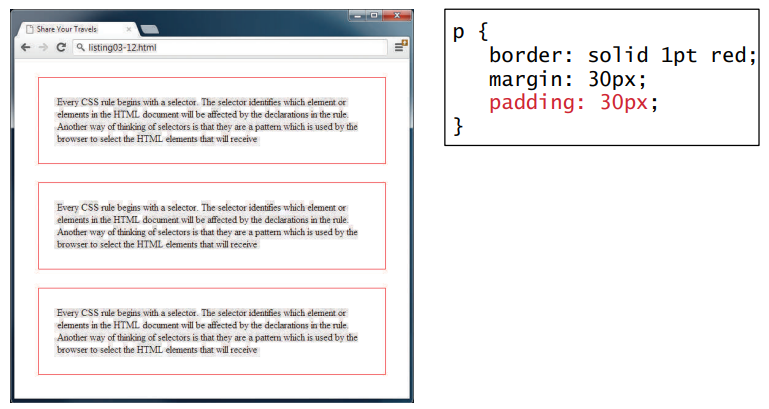 Share Your Travels
listing03-12.html
Every CSS rule begins with a selector. The selector identifies which element or
elements in the HTML document will be affected by the declarations in the rule.
Another way of thinking of selectors is that they are a pattern which is used by the
browser to select the HTML elements that will receive
Every CSS rule begins with a selector. The selector identifies which element or
elements in the HTML document will be affected by the declarations in the rule.
Another way of thinking of selectors is that they are a pattern which is used by the
browser to select the HTML elements that will receive
Every CSS rule begins with a selector. The selector identifies which element or
elements in the HTML document will be affected by the declarations in the rule.
Another way of thinking of selectors is that they are a pattern which is used by the
browser to select the HTML elements that will receive
p {
border: solid 1pt red;
margin: 30px;
padding: 30px;
}